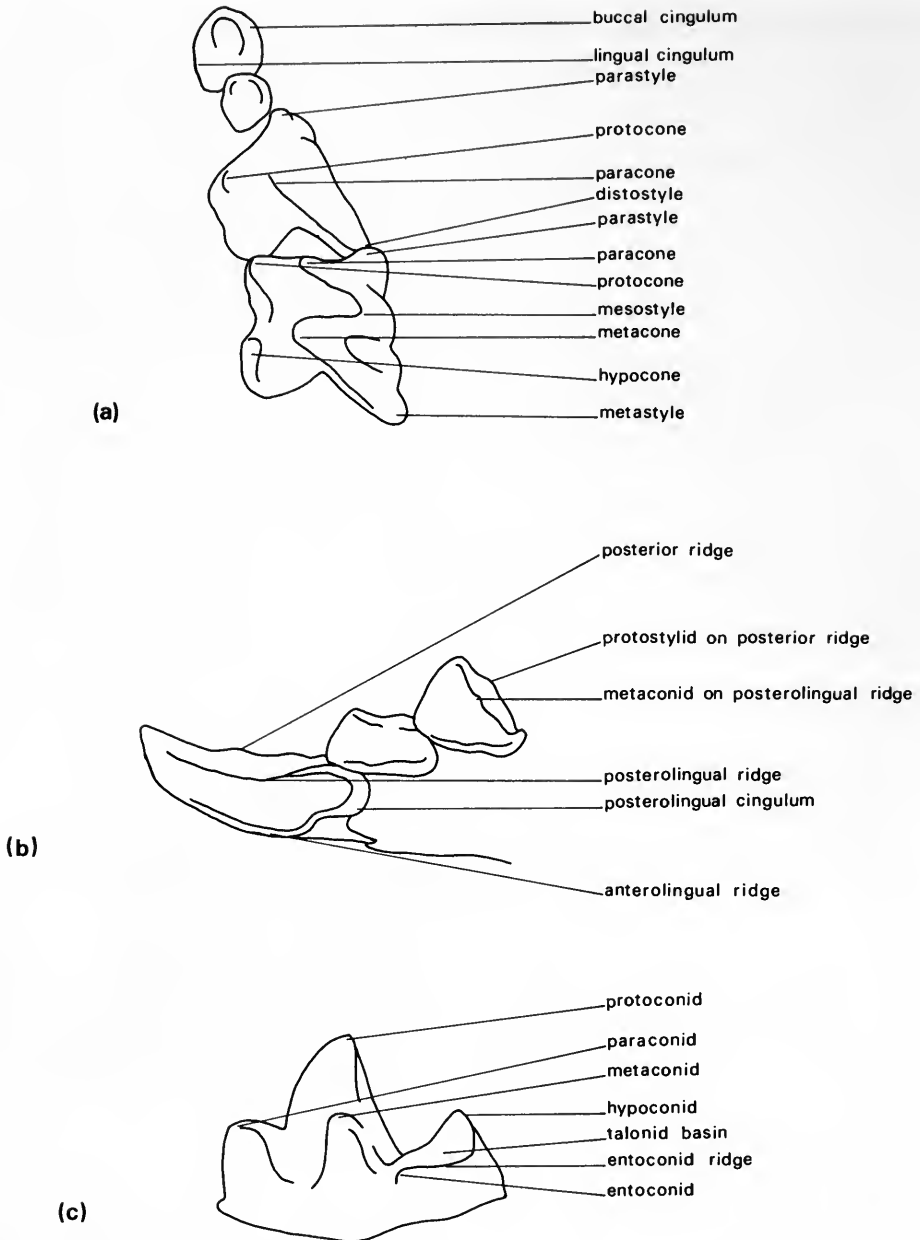 buccal cingulum
lingual cingulum
parastyle
protocone
paracone
distostyle
parastyle
paracone
protocone
mesostyle
metacone
hypocone
metastyle
(a)
posterior ridge
protostylid on posterior ridge
metaconid on posterolingual ridge
posterolingual ridge
posterolingual cingulum
anterolingual ridge
(b)
protoconid
paraconid
metaconid
hypoconid
talonid basin
entoconid ridge
entoconid
(c)